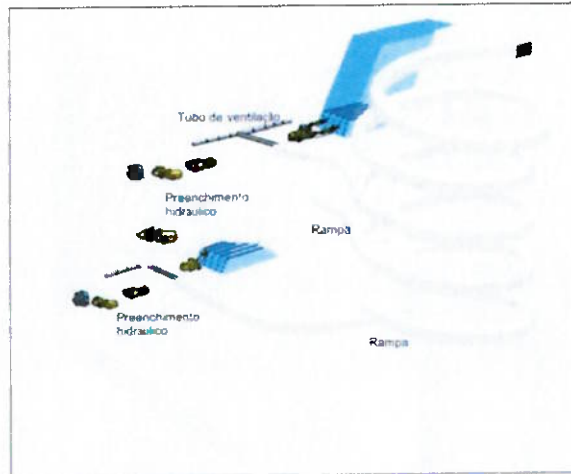 Tubo de ventilação
Preenchimento
hidraulico
Rampa
Preenchimento
hidraulico
Rampa